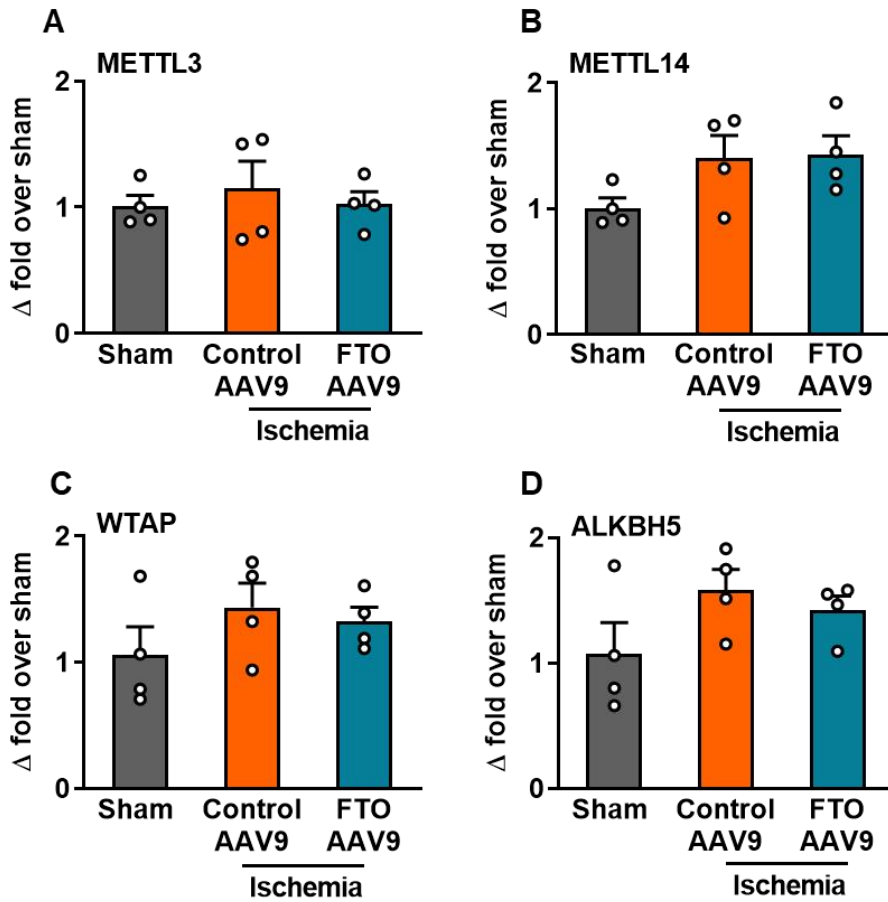 A
METTL3
Δ fold over sham
2
1
0
Sham
Control
AAV9
FTO
AAV9
Ischemia
B
METTL14
Δ fold over sham
2
1
0
Sham
Control
AAV9
FTO
AAV9
Ischemia
C
WTAP
Δ fold over sham
2
1
0
Sham
Control
AAV9
FTO
AAV9
Ischemia
D
ALKBH5
Δ fold over sham
2
1
0
Sham
Control
AAV9
FTO
AAV9
Ischemia